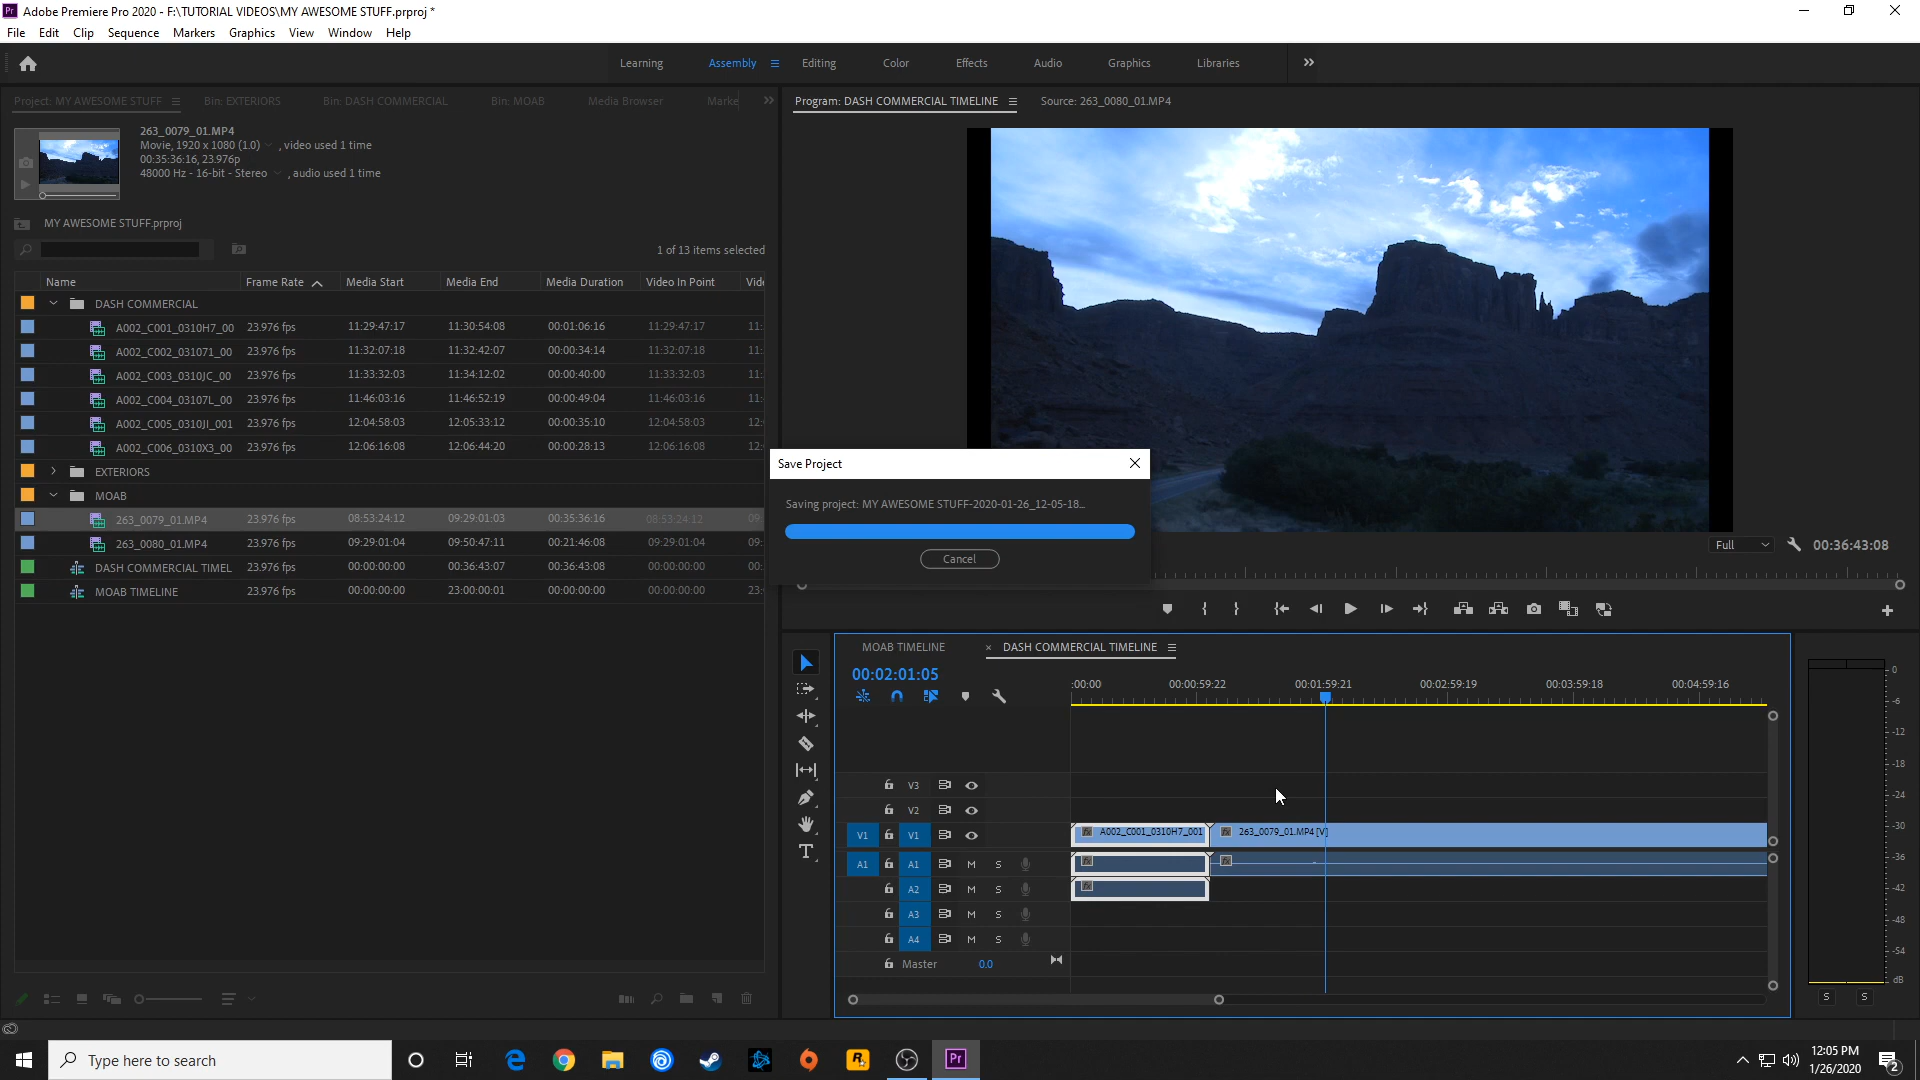 Adobe Premiere Pro 2020 - F:\TUTORIAL VIDEOS\MY AWESOME STUFF.prproj *
File Edit Clip Sequence Markers Graphics View Window Help
Learning Assembly Editing Color Effects Audio Graphics Libraries
Project: MY AWESOME STUFF Bin: EXTERIORS Bin: DASH COMMERCIAL Bin: MOAB Media Browser Marke
Program: DASH COMMERCIAL TIMELINE Source: 263_0080_01.MP4
263_0079_01.MP4
Movie, 1920 x 1080 (1.0) , video used 1 time
00:35:36:16, 23.976p
48000 Hz - 16-bit - Stereo , audio used 1 time
MY AWESOME STUFF.prproj
1 of 13 items selected
Name Frame Rate Media Start Media End Media Duration Video In Point Vide
DASH COMMERCIAL
A002_C001_0310H7_00 23.976 fps 11:29:47:17 11:30:54:08 00:01:06:16 11:29:47:17 11:
A002_C002_031071_00 23.976 fps 11:32:07:18 11:32:42:07 00:00:34:14 11:32:07:18 11:
A002_C003_0310JC_00 23.976 fps 11:33:32:03 11:34:12:02 00:00:40:00 11:33:32:03 11:
A002_C004_03107L_00 23.976 fps 11:46:03:16 11:46:52:19 00:00:49:04 11:46:03:16 11:
A002_C005_0310JI_001 23.976 fps 12:04:58:03 12:05:33:12 00:00:35:10 12:04:58:03 12:
A002_C006_0310X3_00 23.976 fps 12:06:16:08 12:06:44:20 00:00:28:13 12:06:16:08 12:
EXTERIORS
MOAB
263_0079_01.MP4 23.976 fps 08:53:24:12 09:29:01:03 00:35:36:16 08:53:24:12 09:
263_0080_01.MP4 23.976 fps 09:29:01:04 09:50:47:11 00:21:46:08 09:29:01:04 09:
DASH COMMERCIAL TIMEL 23.976 fps 00:00:00:00 00:36:43:07 00:36:43:08 00:00:00:00 00:
MOAB TIMELINE 23.976 fps 00:00:00:00 23:00:00:01 00:00:00:00 00:00:00:00 23:
Save Project
Saving project: MY AWESOME STUFF-2020-01-26_12-05-18...
Cancel
Full 00:36:43:08
MOAB TIMELINE × DASH COMMERCIAL TIMELINE
00:02:01:05
:00:00 00:00:59:22 00:01:59:21 00:02:59:19 00:03:59:18 00:04:59:16
V3
V2
V1 V1 fx A002_C001_0310H7_001 fx 263_0079_01.MP4 [V]
A1 A1 M S fx fx
A2 M S fx
A3 M S
A4 M S
Master 0.0
0
-6
-12
-18
-24
-30
-36
-42
-48
-54
dB
S S
Type here to search
R
Pr
12:05 PM
1/26/2020
2